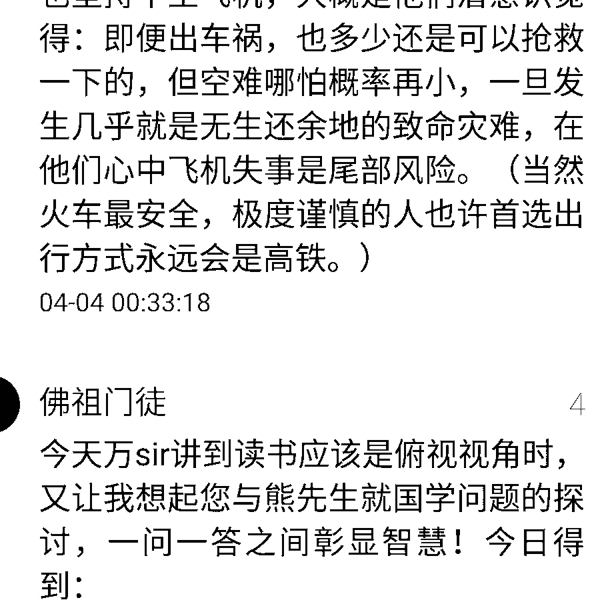 得：即便出车祸，也多少还是可以抢救
一下的，但空难哪怕概率再小，一旦发
生几乎就是无生还余地的致命灾难，在
他们心中飞机失事是尾部风险。（当然
火车最安全，极度谨慎的人也许首选出
行方式永远会是高铁。）
04-04 00:33:18
佛祖门徒
4
今天万sir讲到读书应该是俯视视角时，
又让我想起您与熊先生就国学问题的探
讨，一问一答之间彰显智慧！今日得
到：